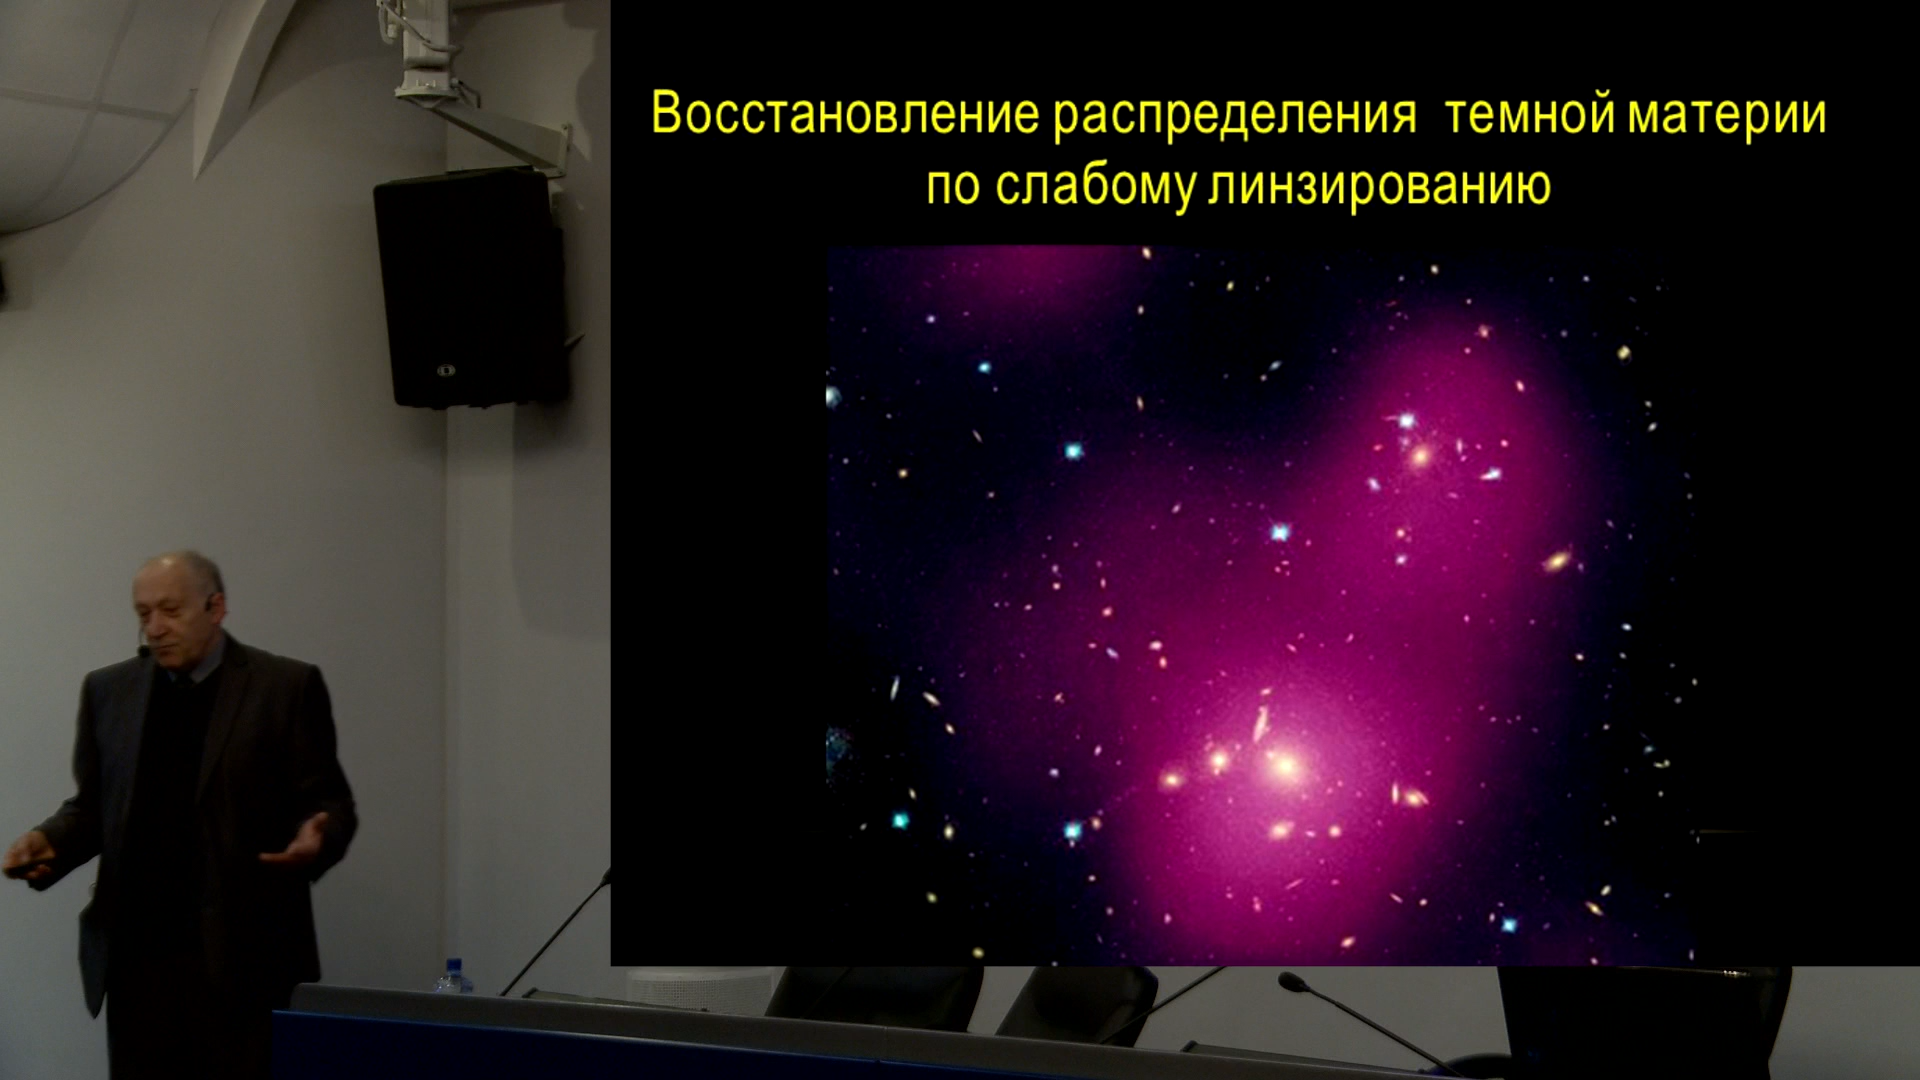 Восстановление распределения темной материи
по слабому линзированию